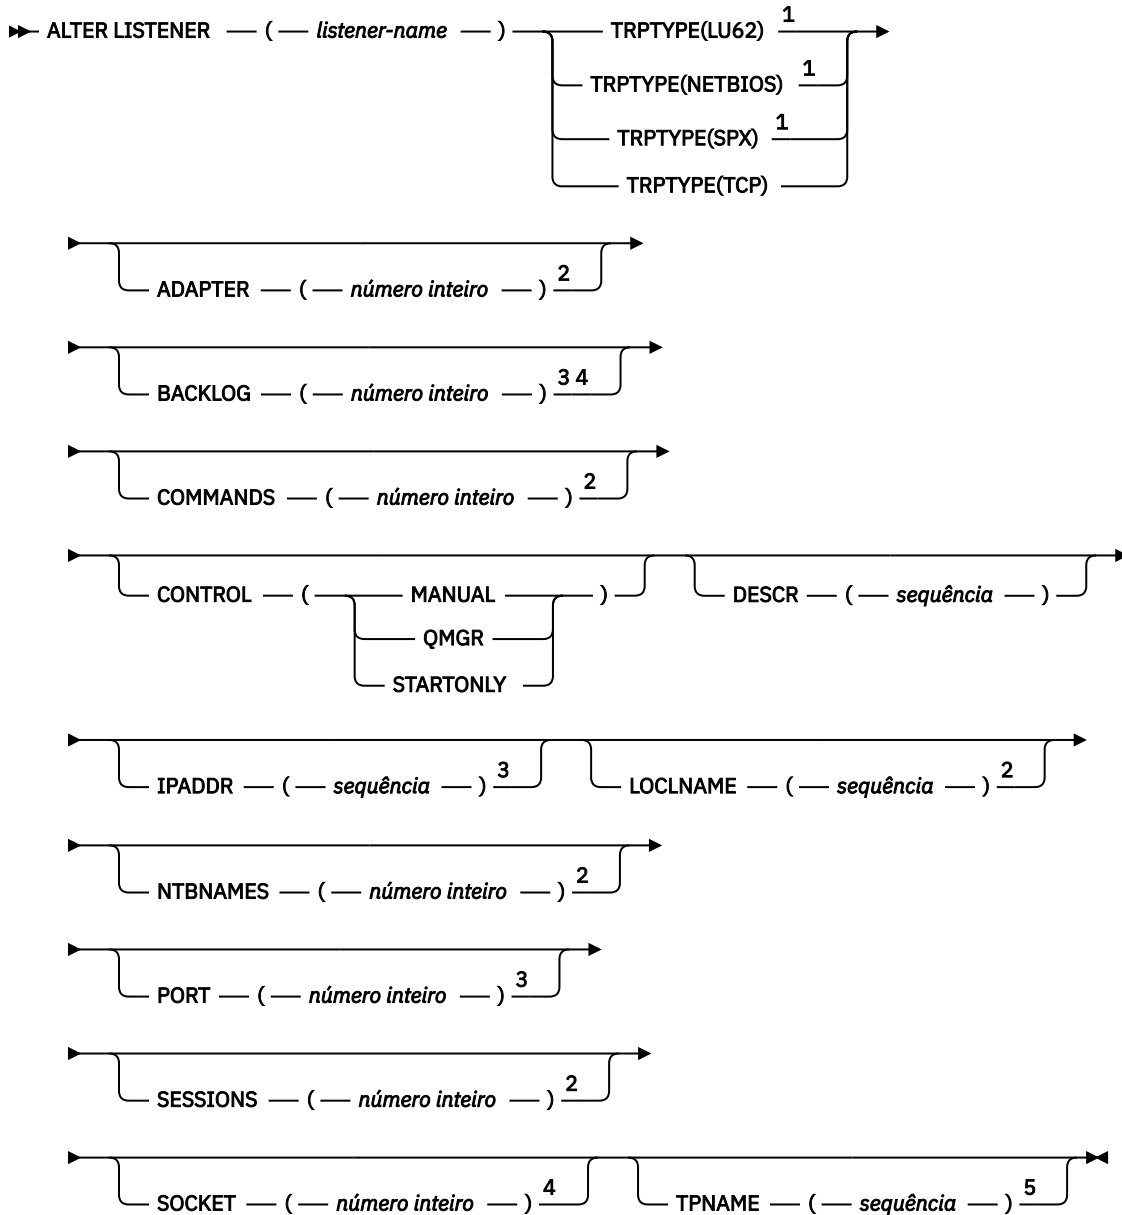 ALTER LISTENER ( listener-name ) TRPTYPE(LU62) 1
TRPTYPE(NETBIOS) 1
TRPTYPE(SPX) 1
TRPTYPE(TCP)
ADAPTER ( número inteiro ) 2
BACKLOG ( número inteiro ) 3 4
COMMANDS ( número inteiro ) 2
CONTROL ( MANUAL ) DESCR ( sequência )
QMGR
STARTONLY
IPADDR ( sequência ) 3 LOCLNAME ( sequência ) 2
NTBNAMES ( número inteiro ) 2
PORT ( número inteiro ) 3
SESSIONS ( número inteiro ) 2
SOCKET ( número inteiro ) 4 TPNAME ( sequência ) 5